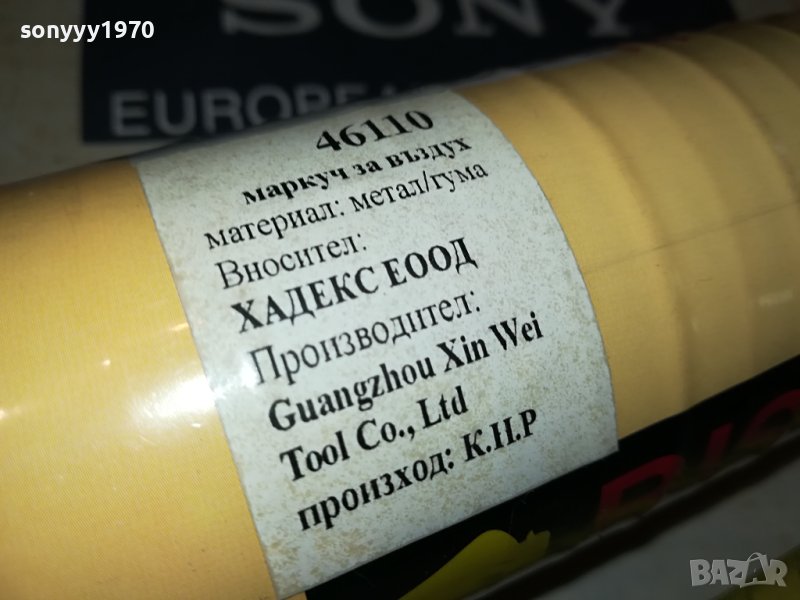 sonyyy1970
SONY
EUROPE
46110
маркуч за въздух
материал: метал/гума
Вносител:
ХАДЕКС ЕООД
Производител:
Guangzhou Xin Wei
Tool Co., Ltd
произход: К.Н.Р
BAZAR